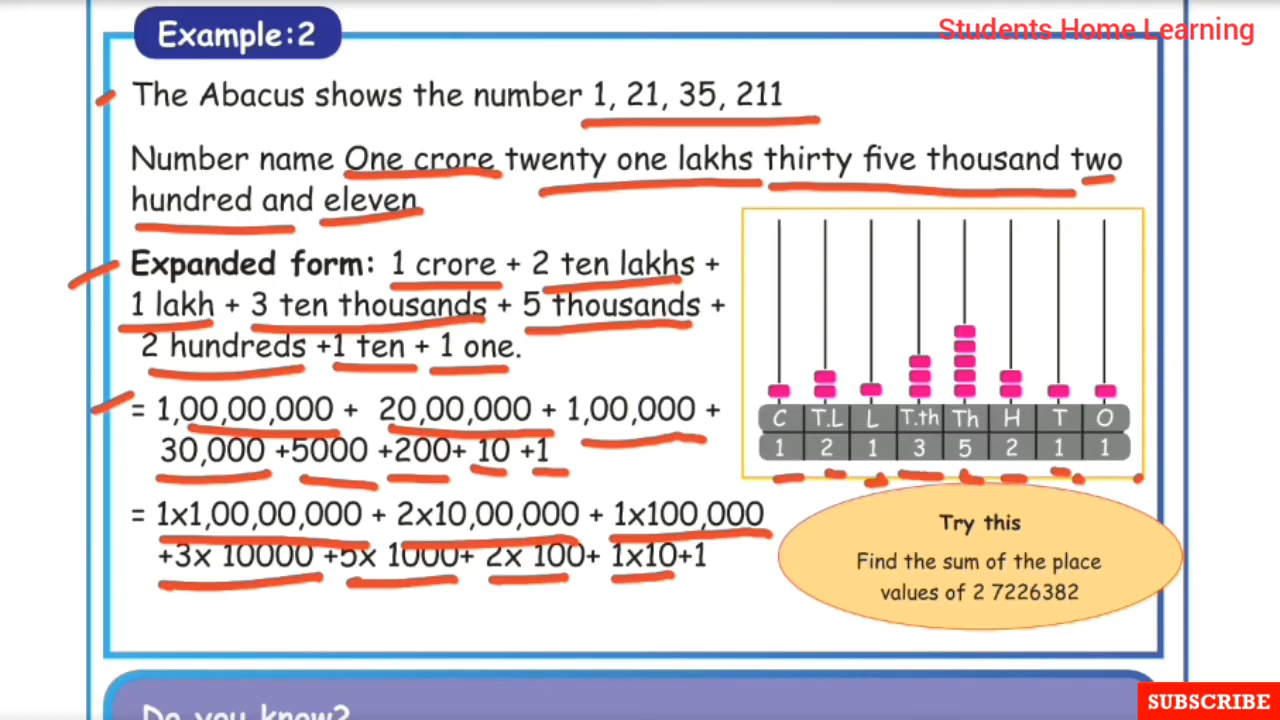 Students Home Learning
Example:2
The Abacus shows the number 1, 21, 35, 211
Number name One crore twenty one lakhs thirty five thousand two
hundred and eleven
Expanded form: 1 crore + 2 ten lakhs +
1 lakh + 3 ten thousands + 5 thousands +
2 hundreds +1 ten + 1 one.
= 1,00,00,000 + 20,00,000 + 1,00,000 +
30,000 +5000 +200+ 10 +1
= 1x1,00,00,000 + 2x10,00,000 + 1x100,000
+3x 10000 +5x 1000+ 2x 100+ 1x10+1
C T.L L T.th Th H T O
1 2 1 3 5 2 1 1
Try this
Find the sum of the place
values of 2 7226382
Do you know?
SUBSCRIBE